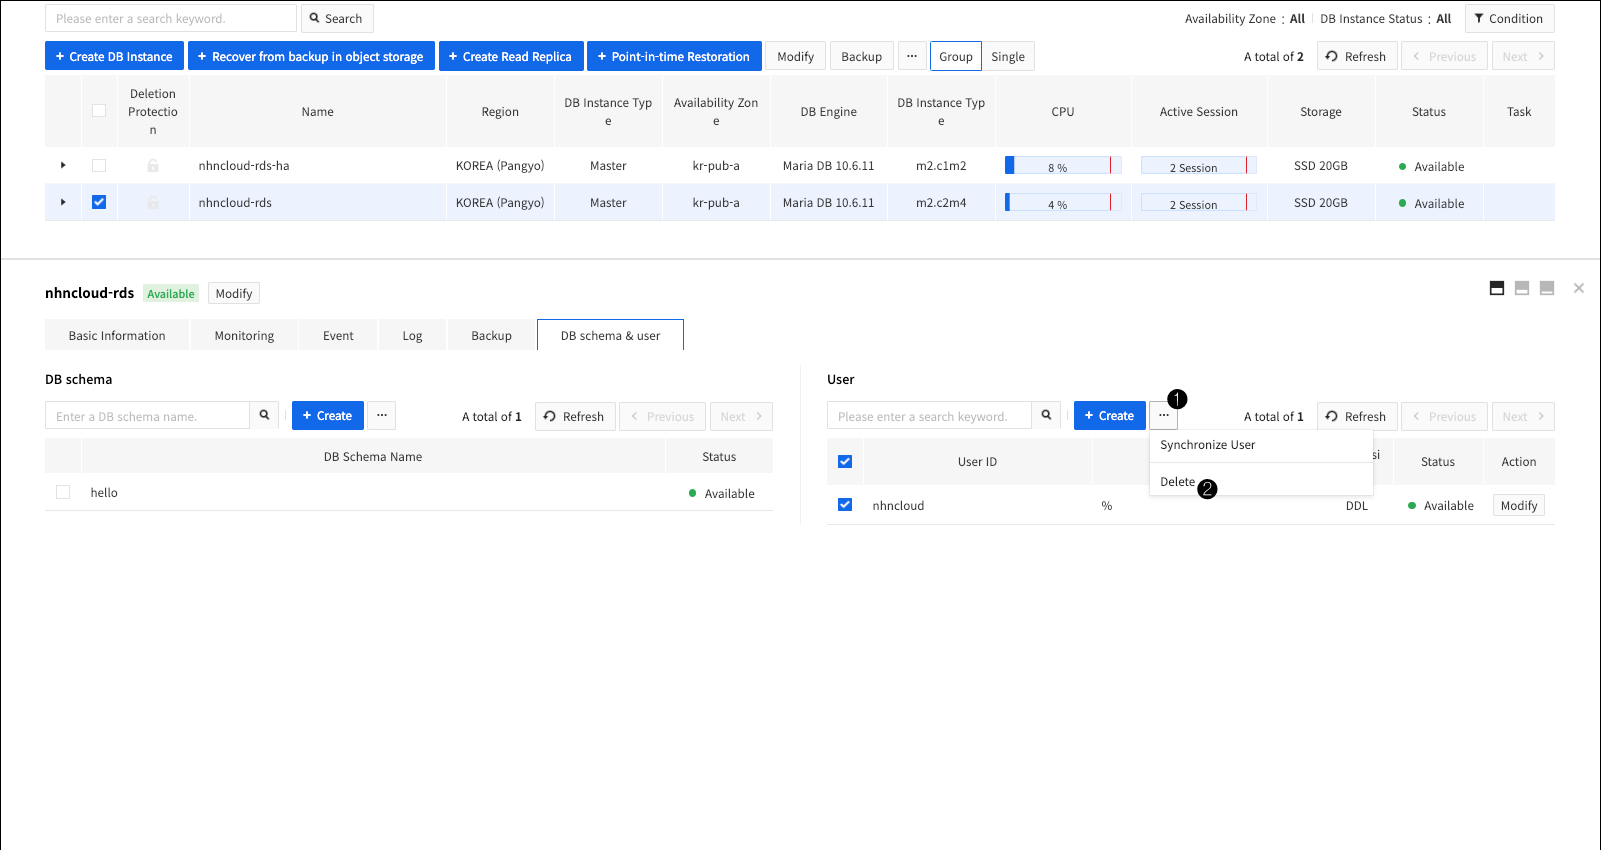 Please enter a search keyword. Search Availability Zone : All DB Instance Status : All Condition
+ Create DB Instance + Recover from backup in object storage + Create Read Replica + Point-in-time Restoration Modify Backup ... Group Single A total of 2 Refresh < Previous Next >
Deletion
Protectio
n
Name
Region
DB Instance Typ
e
Availability Zon
e
DB Engine
DB Instance Typ
e
CPU
Active Session
Storage
Status
Task
nhncloud-rds-ha KOREA (Pangyo) Master kr-pub-a Maria DB 10.6.11 m2.c1m2 8 % 2 Session SSD 20GB Available
nhncloud-rds KOREA (Pangyo) Master kr-pub-a Maria DB 10.6.11 m2.c2m4 4 % 2 Session SSD 20GB Available
nhncloud-rds Available Modify
Basic Information Monitoring Event Log Backup DB schema & user
DB schema
Enter a DB schema name. + Create ... A total of 1 Refresh < Previous Next >
DB Schema Name Status
hello Available
User
Please enter a search keyword. + Create ... 1 A total of 1 Refresh < Previous Next >
Synchronize User
Delete 2
User ID si Status Action
nhncloud % DDL Available Modify